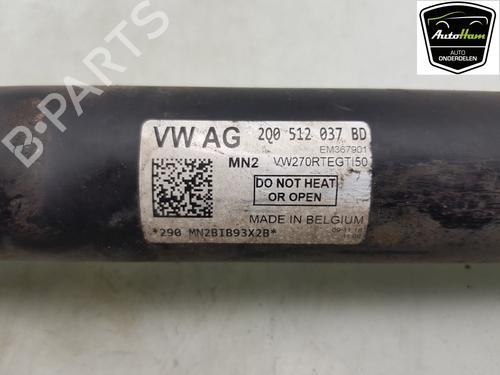 AutoHam
AUTO
ONDERDELEN
B-PARTS
VW AG 2Q0 512 037 BD
EM367901
MN2 VW270RTEGTI50
DO NOT HEAT
OR OPEN
MADE IN BELGIUM
*290 MN2BIB93X2B*